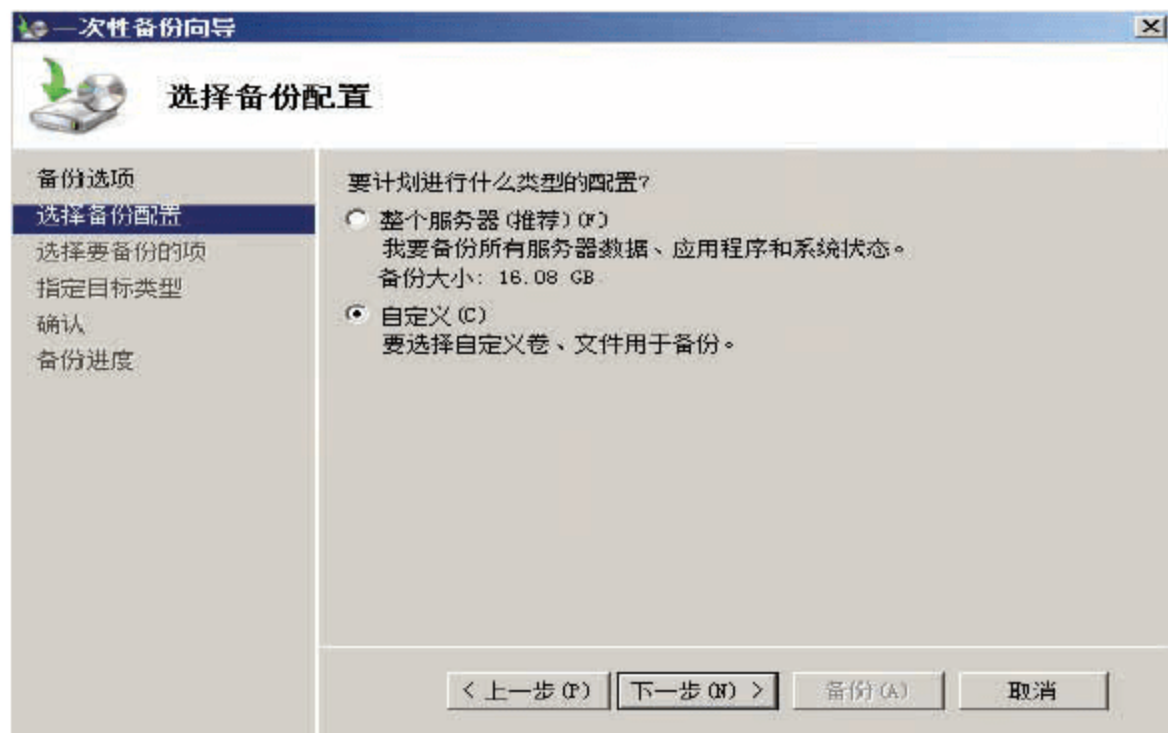 一次性备份向导
选择备份配置
备份选项
选择备份配置
选择要备份的项
指定目标类型
确认
备份进度
要计划进行什么类型的配置?
整个服务器(推荐)(F)
我要备份所有服务器数据、应用程序和系统状态。
备份大小: 16.08 GB
自定义(C)
要选择自定义卷、文件用于备份。
< 上一步(P)
下一步(N) >
备份(A)
取消